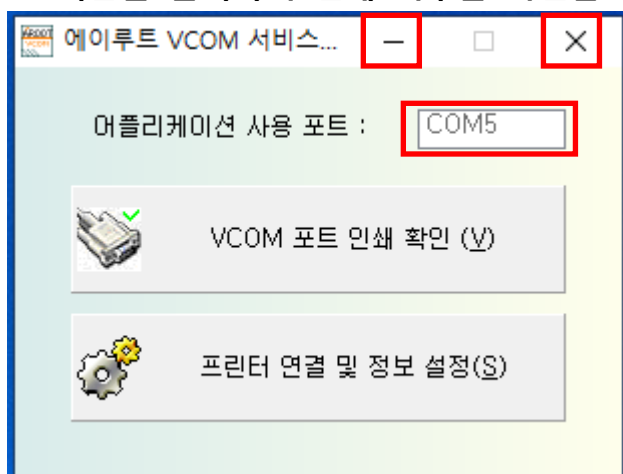 에이루트 VCOM 서비스...
어플리케이션 사용 포트 : COM5
VCOM 포트 인쇄 확인 (V)
프린터 연결 및 정보 설정(S)